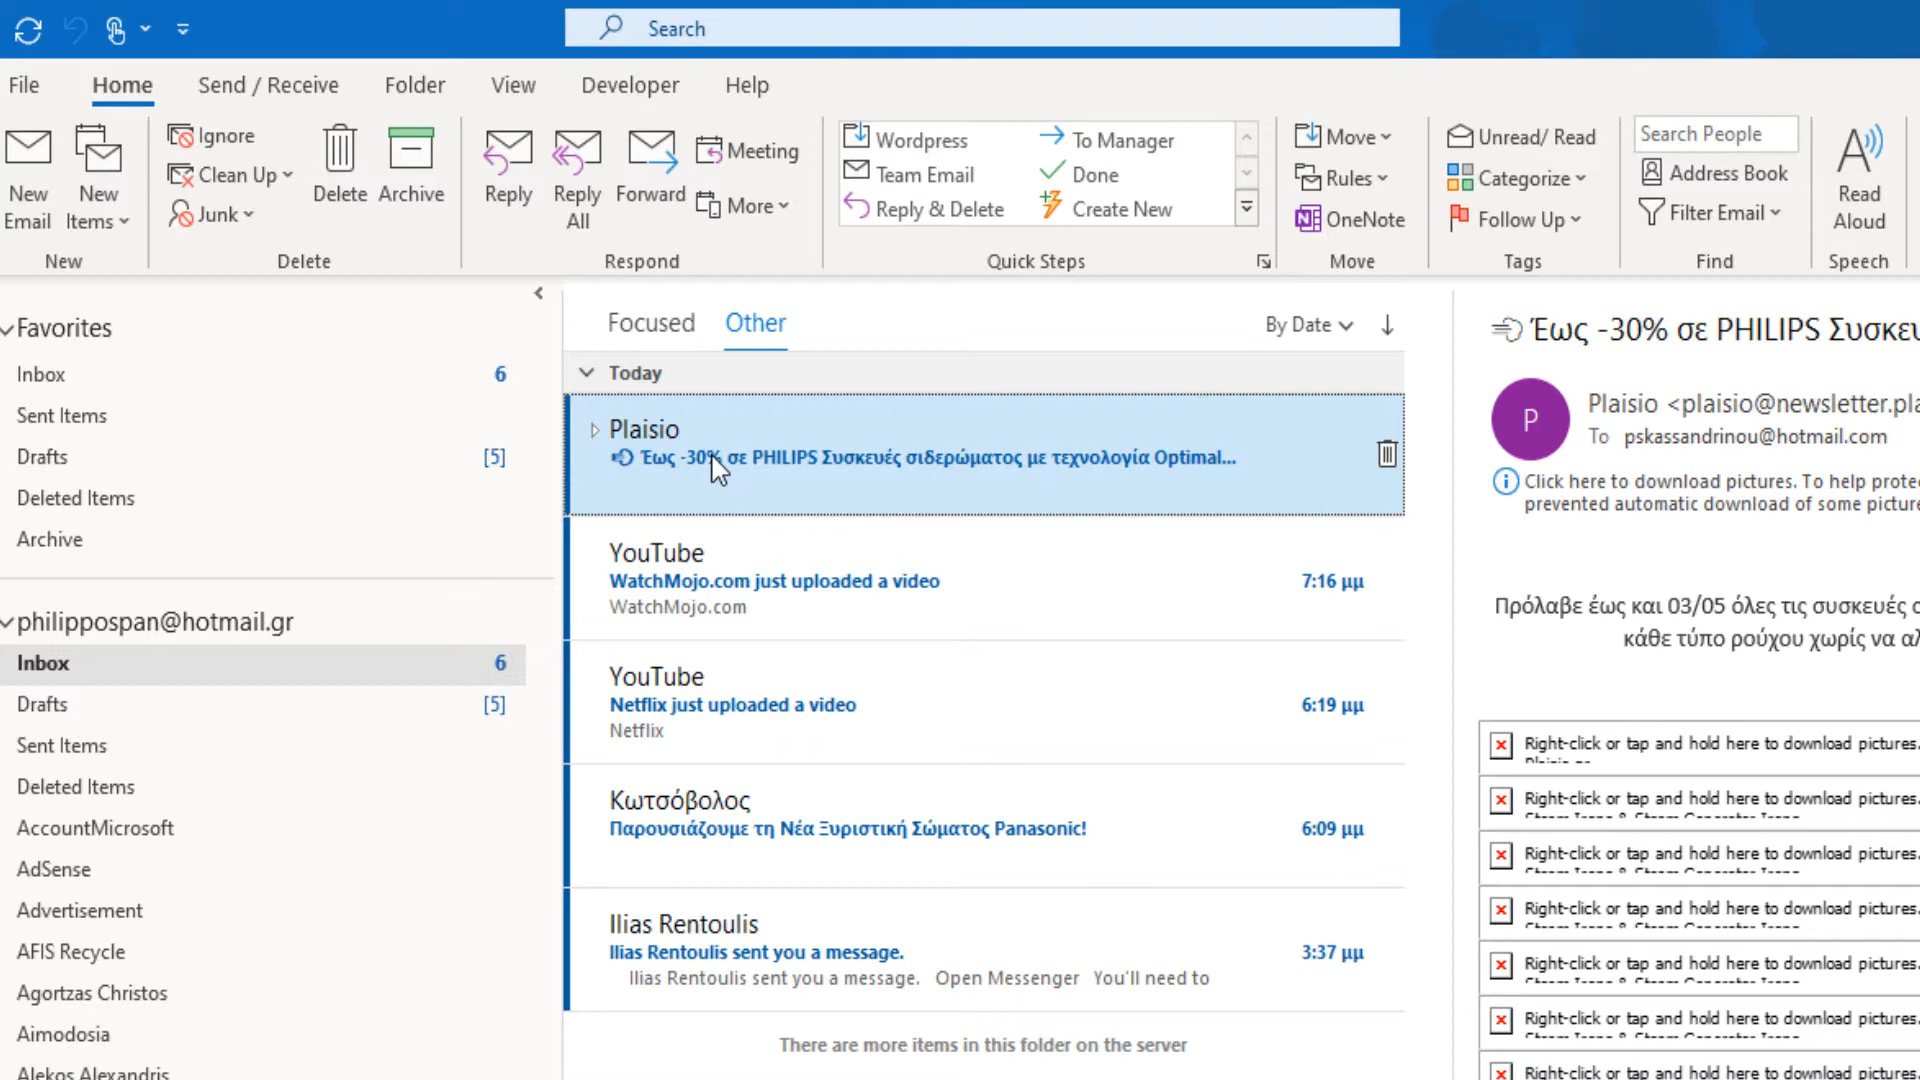 Search
File Home Send / Receive Folder View Developer Help
New Email
New Items
Ignore
Clean Up
Junk
Delete
Archive
Reply
Reply All
Forward
Meeting
More
Wordpress
Team Email
Reply & Delete
To Manager
Done
Create New
Move
Rules
OneNote
Unread/ Read
Categorize
Follow Up
Search People
Address Book
Filter Email
Read Aloud
New Delete Respond Quick Steps Move Tags Find Speech
Favorites
Inbox 6
Sent Items
Drafts [5]
Deleted Items
Archive
philippospan@hotmail.gr
Inbox 6
Drafts [5]
Sent Items
Deleted Items
AccountMicrosoft
AdSense
Advertisement
AFIS Recycle
Agortzas Christos
Aimodosia
Alekos Alexandris
Focused Other By Date
Today
Plaisio
Έως -30% σε PHILIPS Συσκευές σιδερώματος με τεχνολογία Optimal...
YouTube
WatchMojo.com just uploaded a video 7:16 μμ
WatchMojo.com
YouTube
Netflix just uploaded a video 6:19 μμ
Netflix
Κωτσόβολος
Παρουσιάζουμε τη Νέα Ξυριστική Σώματος Panasonic! 6:09 μμ
Ilias Rentoulis
Ilias Rentoulis sent you a message. 3:37 μμ
Ilias Rentoulis sent you a message. Open Messenger You'll need to
There are more items in this folder on the server
Έως -30% σε PHILIPS Συσκευ
P
Plaisio <plaisio@newsletter.pla
To pskassandrinou@hotmail.com
Click here to download pictures. To help prote
prevented automatic download of some picture
Πρόλαβε έως και 03/05 όλες τις συσκευές
κάθε τύπο ρούχου χωρίς να αλ
Right-click or tap and hold here to download pictures.
Right-click or tap and hold here to download pictures.
Right-click or tap and hold here to download pictures.
Right-click or tap and hold here to download pictures.
Right-click or tap and hold here to download pictures.
Right-click or tap and hold here to download pictures.
Right-click or tap and hold here to download pictures.